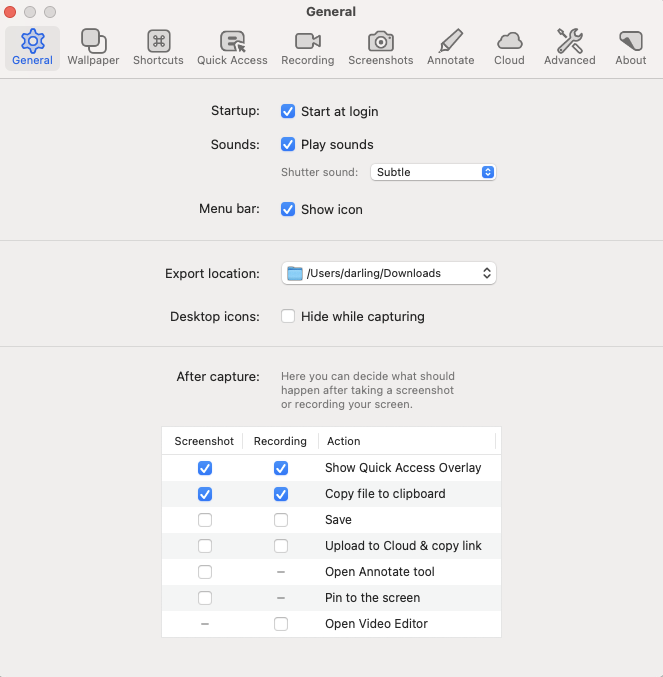 General
General Wallpaper Shortcuts Quick Access Recording Screenshots Annotate Cloud Advanced About
Startup: Start at login
Sounds: Play sounds
Shutter sound: Subtle
Menu bar: Show icon
Export location: /Users/darling/Downloads
Desktop icons: Hide while capturing
After capture: Here you can decide what should
happen after taking a screenshot
or recording your screen.
Screenshot Recording Action
Show Quick Access Overlay
Copy file to clipboard
Save
Upload to Cloud & copy link
Open Annotate tool
Pin to the screen
Open Video Editor